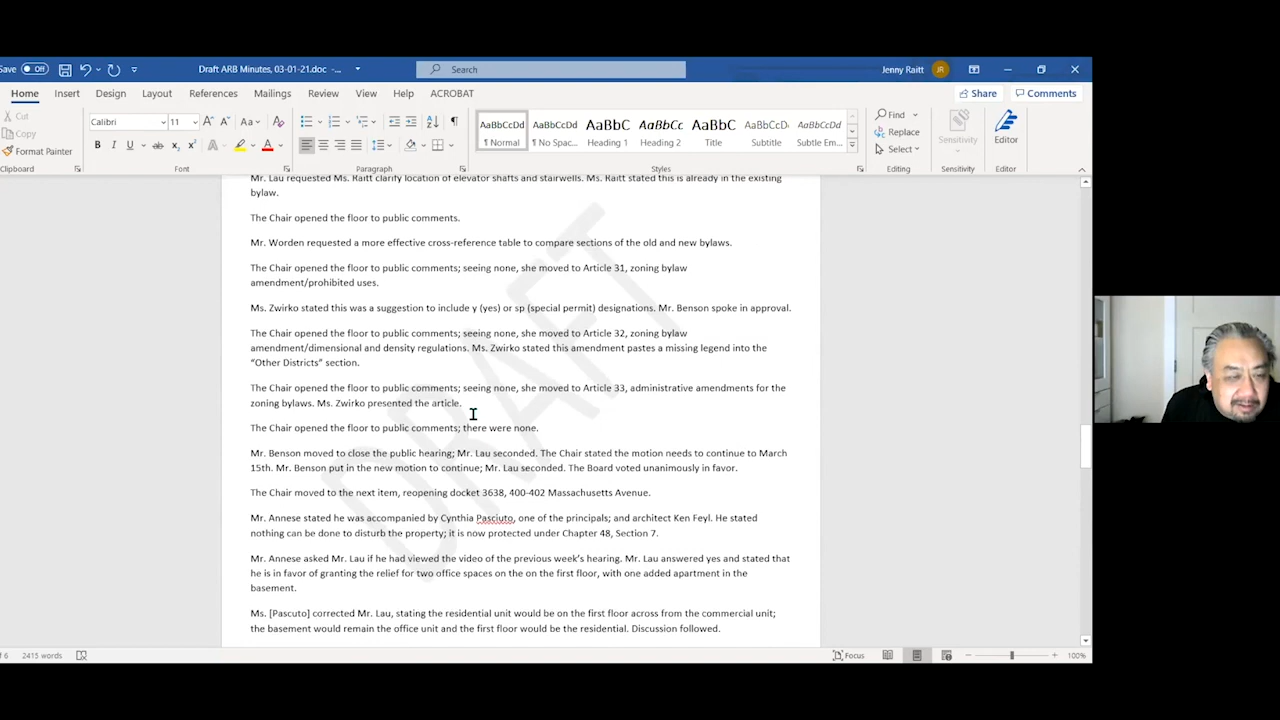 Save Off Draft ARB Minutes, 03-01-21.doc -... Search Jenny Raitt JR
Home Insert Design Layout References Mailings Review View Help ACROBAT Share Comments
Cut
Copy
Format Painter
Calibri 11 Aa
B I U ab x₂ x² A A
AaBbCcDd AaBbCcDd AaBbC AaBbCc AaBbC AaBbCcD AaBbCcDd
¶ Normal ¶ No Spac... Heading 1 Heading 2 Title Subtitle Subtle Em...
Find
Replace
Select
Sensitivity
Editor
Clipboard Font Paragraph Styles Editing Sensitivity Editor
Mr. Lau requested Ms. Raitt clarify location of elevator shafts and stairwells. Ms. Raitt stated this is already in the existing
bylaw.
The Chair opened the floor to public comments.
Mr. Worden requested a more effective cross-reference table to compare sections of the old and new bylaws.
The Chair opened the floor to public comments; seeing none, she moved to Article 31, zoning bylaw
amendment/prohibited uses.
Ms. Zwirko stated this was a suggestion to include y (yes) or sp (special permit) designations. Mr. Benson spoke in approval.
The Chair opened the floor to public comments; seeing none, she moved to Article 32, zoning bylaw
amendment/dimensional and density regulations. Ms. Zwirko stated this amendment pastes a missing legend into the
“Other Districts” section.
The Chair opened the floor to public comments; seeing none, she moved to Article 33, administrative amendments for the
zoning bylaws. Ms. Zwirko presented the article.
The Chair opened the floor to public comments; there were none.
Mr. Benson moved to close the public hearing; Mr. Lau seconded. The Chair stated the motion needs to continue to March
15th. Mr. Benson put in the new motion to continue; Mr. Lau seconded. The Board voted unanimously in favor.
The Chair moved to the next item, reopening docket 3638, 400-402 Massachusetts Avenue.
Mr. Annese stated he was accompanied by Cynthia Pasciuto, one of the principals; and architect Ken Feyl. He stated
nothing can be done to disturb the property; it is now protected under Chapter 48, Section 7.
Mr. Annese asked Mr. Lau if he had viewed the video of the previous week’s hearing. Mr. Lau answered yes and stated that
he is in favor of granting the relief for two office spaces on the on the first floor, with one added apartment in the
basement.
Ms. [Pascuto] corrected Mr. Lau, stating the residential unit would be on the first floor across from the commercial unit;
the basement would remain the office unit and the first floor would be the residential. Discussion followed.
DRAFT
of 6 2415 words Focus 100%